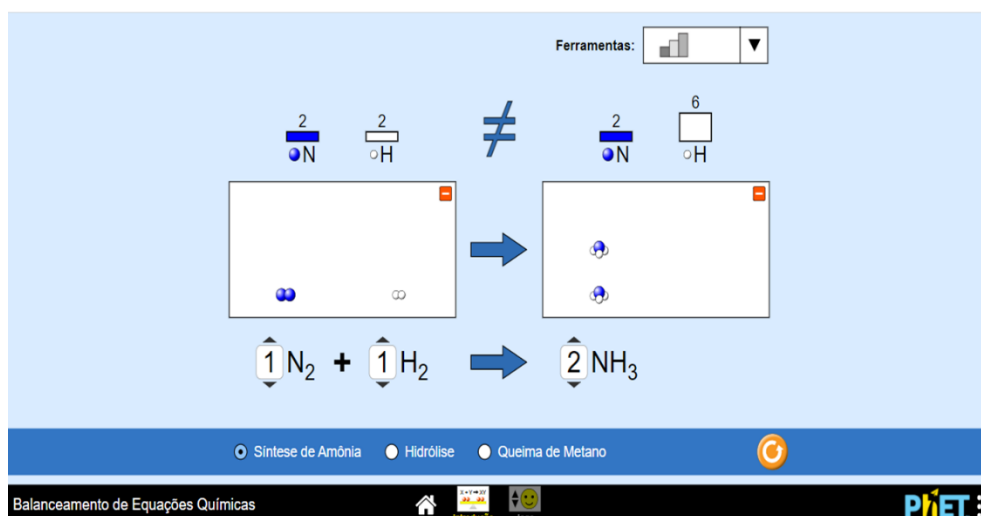 Ferramentas:
2 2 ≠ 2 6
N H N H
1 N₂ + 1 H₂ 2 NH₃
Síntese de Amônia Hidrólise Queima de Metano
Balanceamento de Equações Químicas
PhET